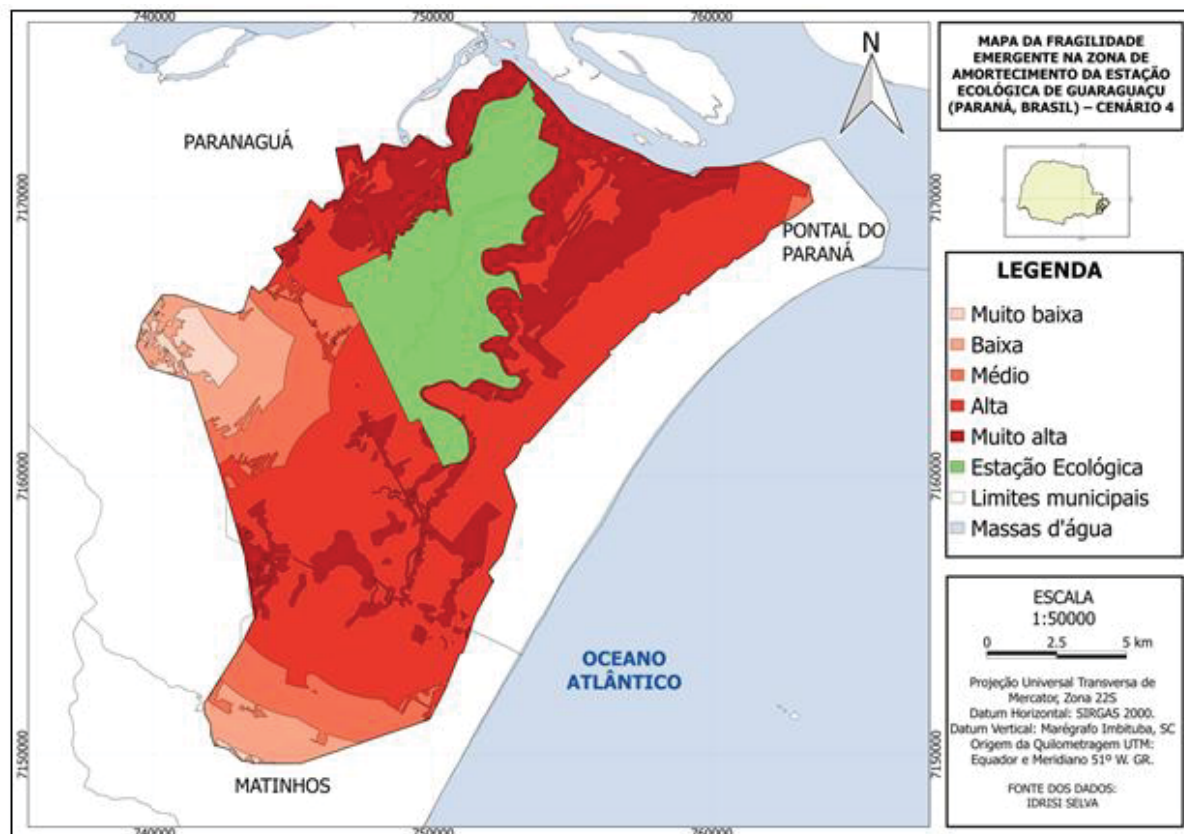 740000
750000
760000
N
PARANAGUÁ
PONTAL DO
PARANÁ
7170000
7170000
7160000
7160000
OCEANO
ATLÂNTICO
7150000
7150000
MATINHOS
740000
750000
760000
MAPA DA FRAGILIDADE
EMERGENTE NA ZONA DE
AMORTECIMENTO DA ESTAÇÃO
ECOLÓGICA DE GUARAGUAÇU
(PARANÁ, BRASIL) – CENÁRIO 4
LEGENDA
Muito baixa
Baixa
Médio
Alta
Muito alta
Estação Ecológica
Limites municipais
Massas d'água
ESCALA
1:50000
0 2.5 5 km
Projeção Universal Transversa de
Mercator, Zona 22S
Datum Horizontal: SIRGAS 2000.
Datum Vertical: Marégrafo Imbituba, SC
Origem da Quilometragem UTM:
Equador e Meridiano 51º W. GR.
FONTE DOS DADOS:
IDRISI SELVA